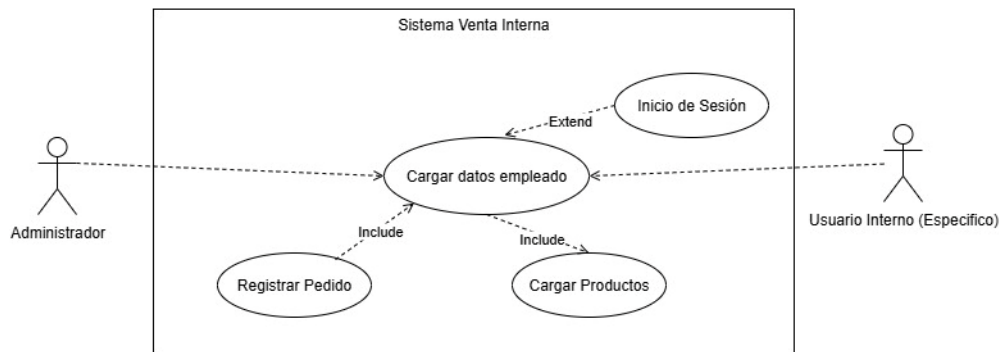 Sistema Venta Interna
Inicio de Sesión
Extend
Cargar datos empleado
Administrador
Usuario Interno (Especifico)
Include
Include
Registrar Pedido
Cargar Productos